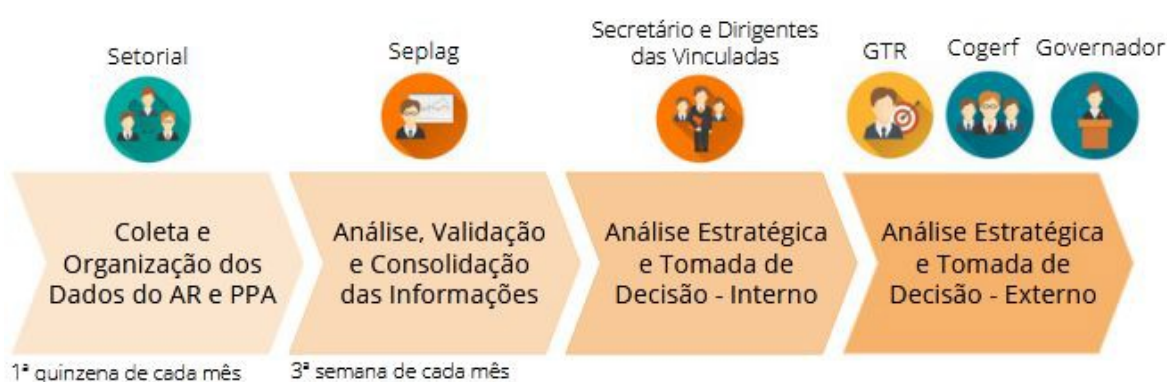 Setorial
Seplag
Secretário e Dirigentes
das Vinculadas
GTR
Cogerf
Governador
Coleta e
Organização dos
Dados do AR e PPA
Análise, Validação
e Consolidação
das Informações
Análise Estratégica
e Tomada de
Decisão - Interno
Análise Estratégica
e Tomada de
Decisão - Externo
1ª quinzena de cada mês
3ª semana de cada mês